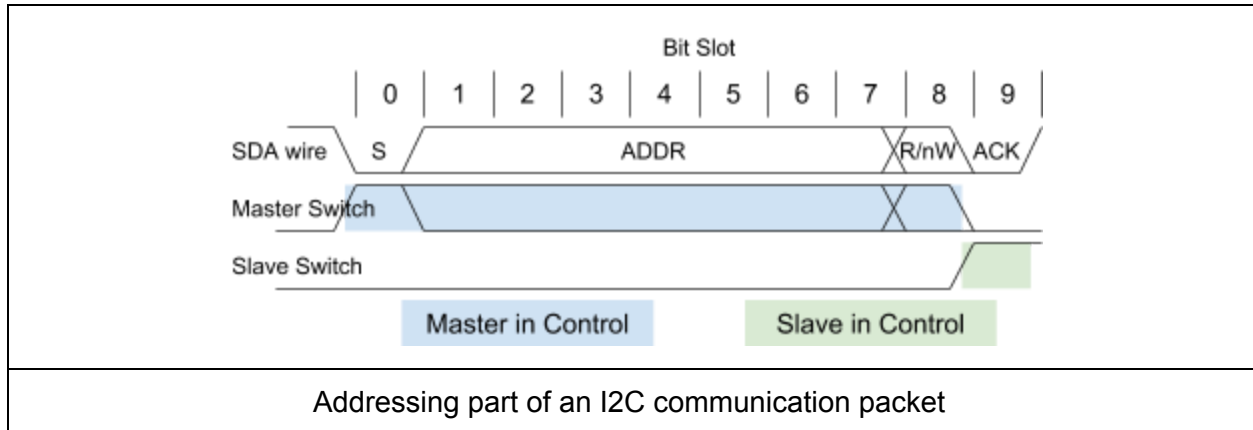 Bit Slot
0 1 2 3 4 5 6 7 8 9
SDA wire S ADDR R/nW ACK
Master Switch
Slave Switch
Master in Control Slave in Control
Addressing part of an I2C communication packet